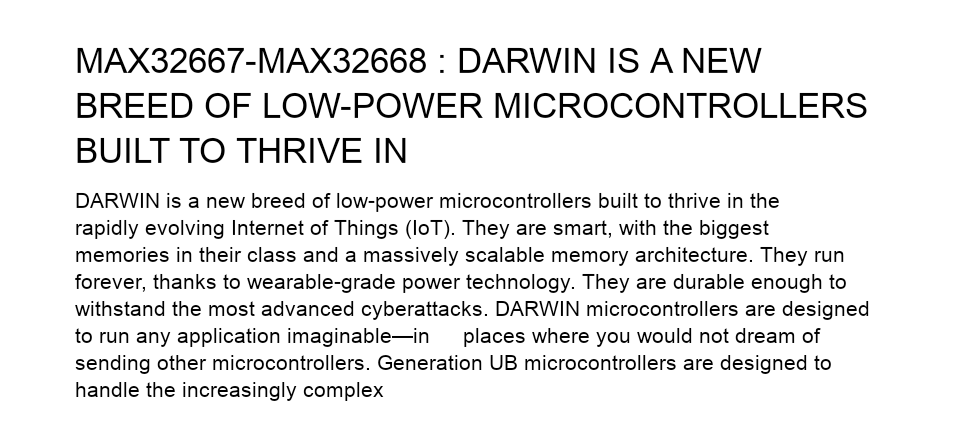 MAX32667-MAX32668 : DARWIN IS A NEW
BREED OF LOW-POWER MICROCONTROLLERS
BUILT TO THRIVE IN
DARWIN is a new breed of low-power microcontrollers built to thrive in the
rapidly evolving Internet of Things (IoT). They are smart, with the biggest
memories in their class and a massively scalable memory architecture. They run
forever, thanks to wearable-grade power technology. They are durable enough to
withstand the most advanced cyberattacks. DARWIN microcontrollers are designed
to run any application imaginable—in places where you would not dream of
sending other microcontrollers. Generation UB microcontrollers are designed to
handle the increasingly complex